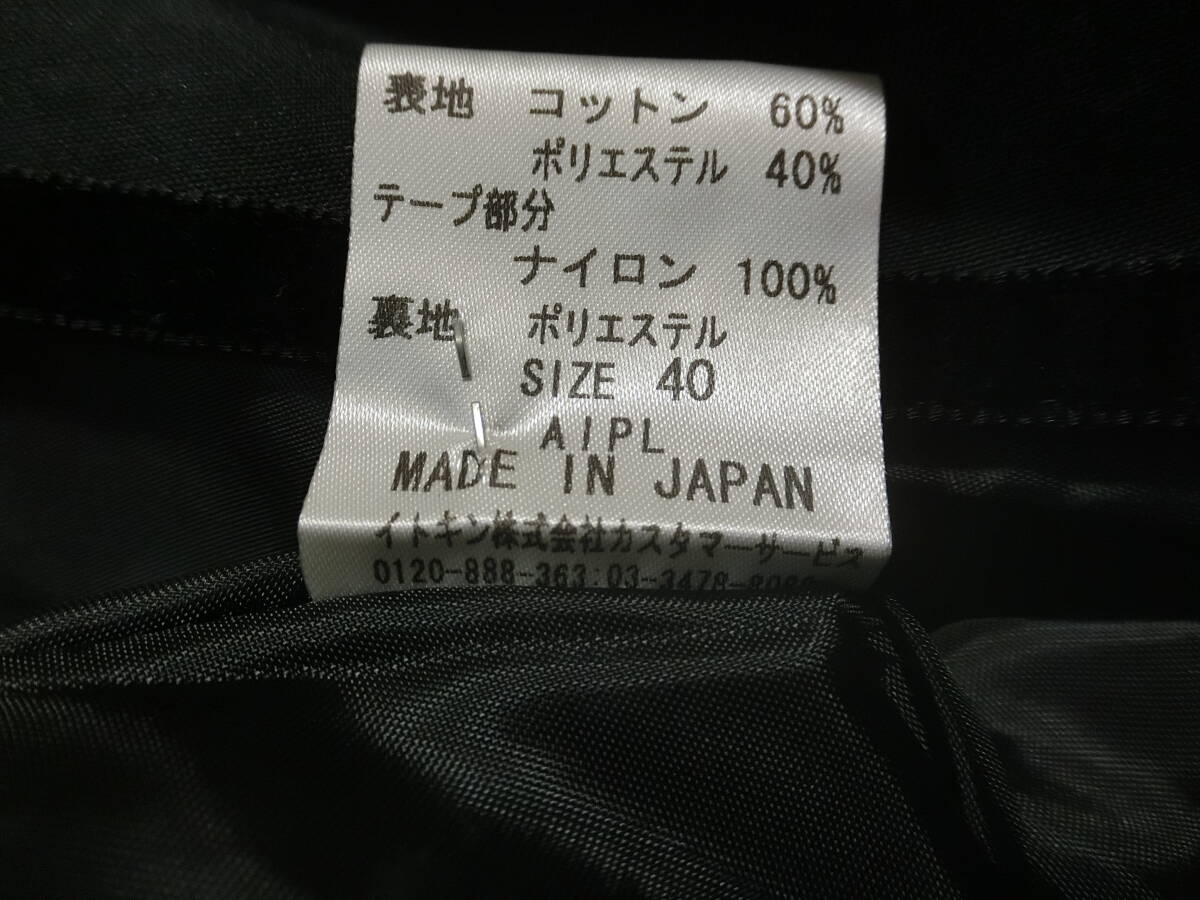 表地 コットン 60%
ポリエステル 40%
テープ部分
ナイロン 100%
裏地 ポリエステル
SIZE 40
AIPL
MADE IN JAPAN
イトキン株式会社カスタマーサービス
0120-888-363:03-3478-8088